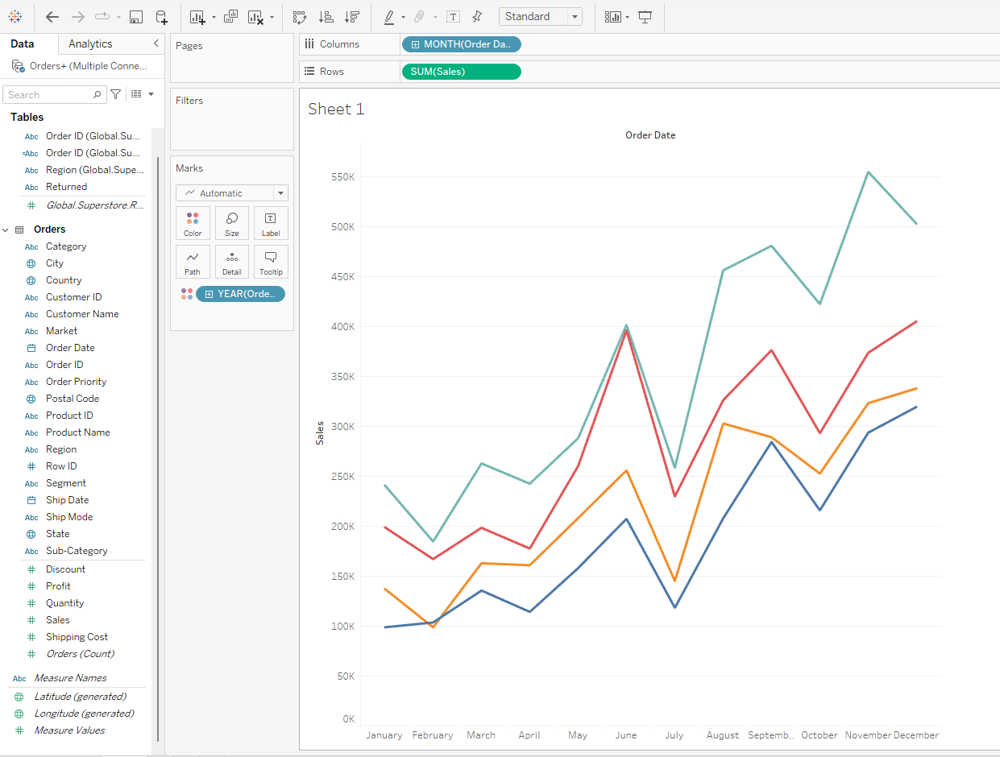 Standard
Data
Analytics
Orders+ (Multiple Conne...
Search
Tables
Abc Order ID (Global.Su...
=Abc Order ID (Global.Su...
Abc Region (Global.Supe...
Abc Returned
# Global.Superstore.R...
Orders
Abc Category
City
Country
Abc Customer ID
Abc Customer Name
Abc Market
Order Date
Abc Order ID
Abc Order Priority
Postal Code
Abc Product ID
Abc Product Name
Abc Region
# Row ID
Abc Segment
Ship Date
Abc Ship Mode
State
Abc Sub-Category
# Discount
# Profit
# Quantity
# Sales
# Shipping Cost
# Orders (Count)
Abc Measure Names
Latitude (generated)
Longitude (generated)
# Measure Values
Pages
Filters
Marks
Automatic
Color Size Label
Path Detail Tooltip
YEAR(Orde..
Columns
MONTH(Order Da..
Rows
SUM(Sales)
Sheet 1
Order Date
Sales
550K
500K
450K
400K
350K
300K
250K
200K
150K
100K
50K
0K
January February March April May June July August Septemb.. October November December